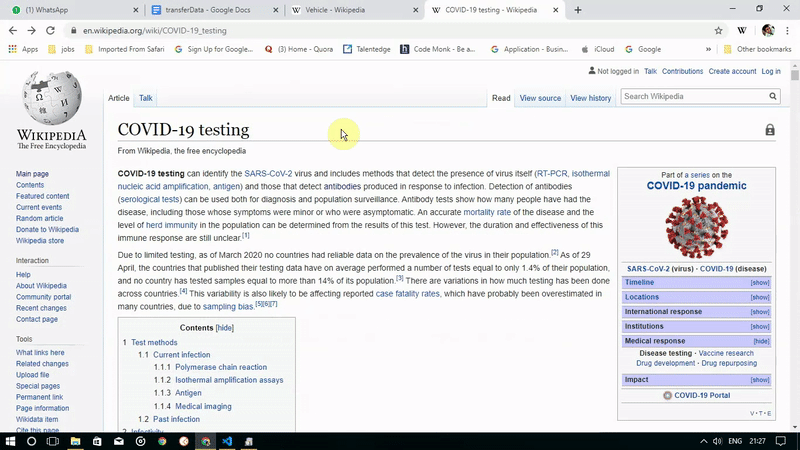 (1) WhatsApp
transferData - Google Docs
Vehicle - Wikipedia
COVID-19 testing - Wikipedia
en.wikipedia.org/wiki/COVID-19_testing
Apps
jobs
Imported From Safari
Sign Up for Google...
(3) Home - Quora
Talentedge
Code Monk - Be a...
Application - Busin...
iCloud
Google
Other bookmarks
Not logged in Talk Contributions Create account Log in
Article Talk
Read View source View history
Search Wikipedia
WIKIPEDIA
The Free Encyclopedia
Main page
Contents
Featured content
Current events
Random article
Donate to Wikipedia
Wikipedia store
Interaction
Help
About Wikipedia
Community portal
Recent changes
Contact page
Tools
What links here
Related changes
Upload file
Special pages
Permanent link
Page information
Wikidata item
Cite this page
COVID-19 testing
From Wikipedia, the free encyclopedia
COVID-19 testing can identify the SARS-CoV-2 virus and includes methods that detect the presence of virus itself (RT-PCR, isothermal
nucleic acid amplification, antigen) and those that detect antibodies produced in response to infection. Detection of antibodies
(serological tests) can be used both for diagnosis and population surveillance. Antibody tests show how many people have had the
disease, including those whose symptoms were minor or who were asymptomatic. An accurate mortality rate of the disease and the
level of herd immunity in the population can be determined from the results of this test. However, the duration and effectiveness of this
immune response are still unclear.[1]
Due to limited testing, as of March 2020 no countries had reliable data on the prevalence of the virus in their population.[2] As of 29
April, the countries that published their testing data have on average performed a number of tests equal to only 1.4% of their population,
and no country has tested samples equal to more than 14% of its population.[3] There are variations in how much testing has been done
across countries.[4] This variability is also likely to be affecting reported case fatality rates, which have probably been overestimated in
many countries, due to sampling bias.[5][6][7]
Contents [hide]
1 Test methods
1.1 Current infection
1.1.1 Polymerase chain reaction
1.1.2 Isothermal amplification assays
1.1.3 Antigen
1.1.4 Medical imaging
1.2 Past infection
2 Infectivity
Part of a series on the
COVID-19 pandemic
SARS-CoV-2 (virus) · COVID-19 (disease)
Timeline [show]
Locations [show]
International response [show]
Institutions [show]
Medical response [hide]
Disease testing · Vaccine research
Drug development · Drug repurposing
Impact [show]
COVID-19 Portal
V · T · E
ENG 21:27